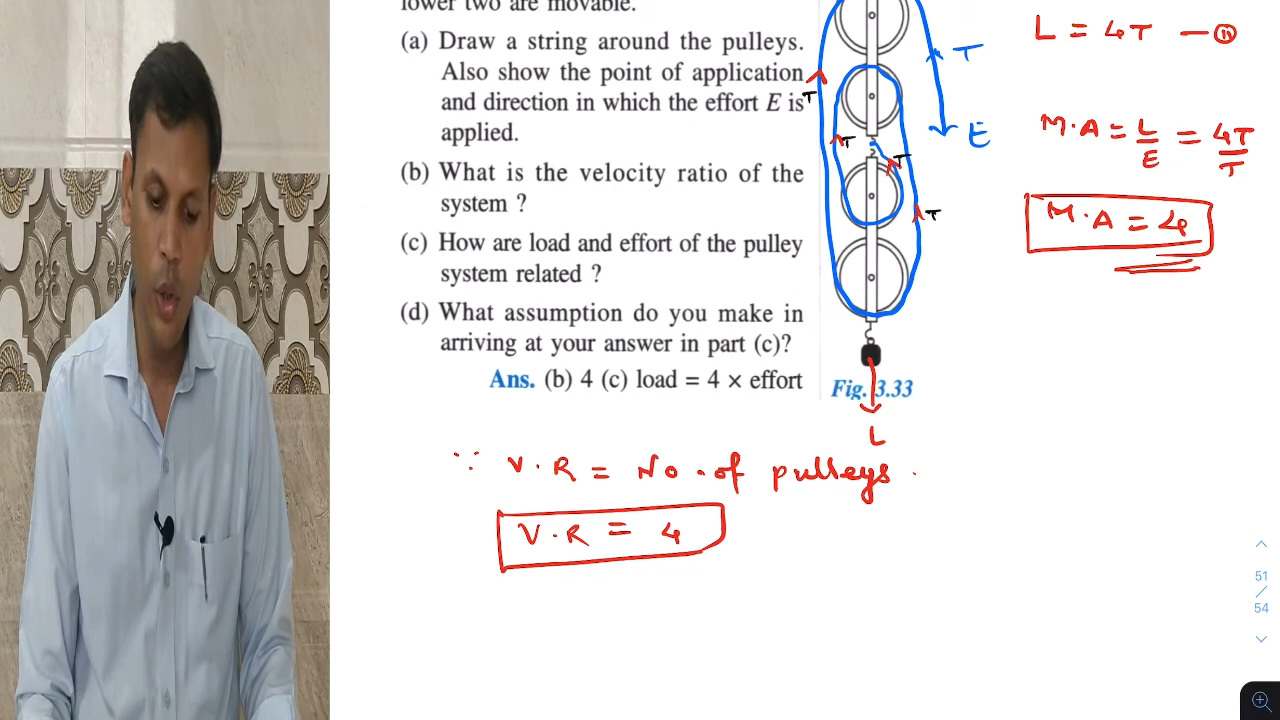 lower two are movable.
(a) Draw a string around the pulleys.
Also show the point of application
and direction in which the effort E is
applied.
(b) What is the velocity ratio of the
system ?
(c) How are load and effort of the pulley
system related ?
(d) What assumption do you make in
arriving at your answer in part (c)?
Ans. (b) 4 (c) load = 4 × effort
T
T
E
T
T
T
L
Fig. 3.33
L = 4T — (ii)
M.A = L/E = 4T/T
M.A = 4
∵ V.R = No. of pulleys.
V.R = 4
51
/
54